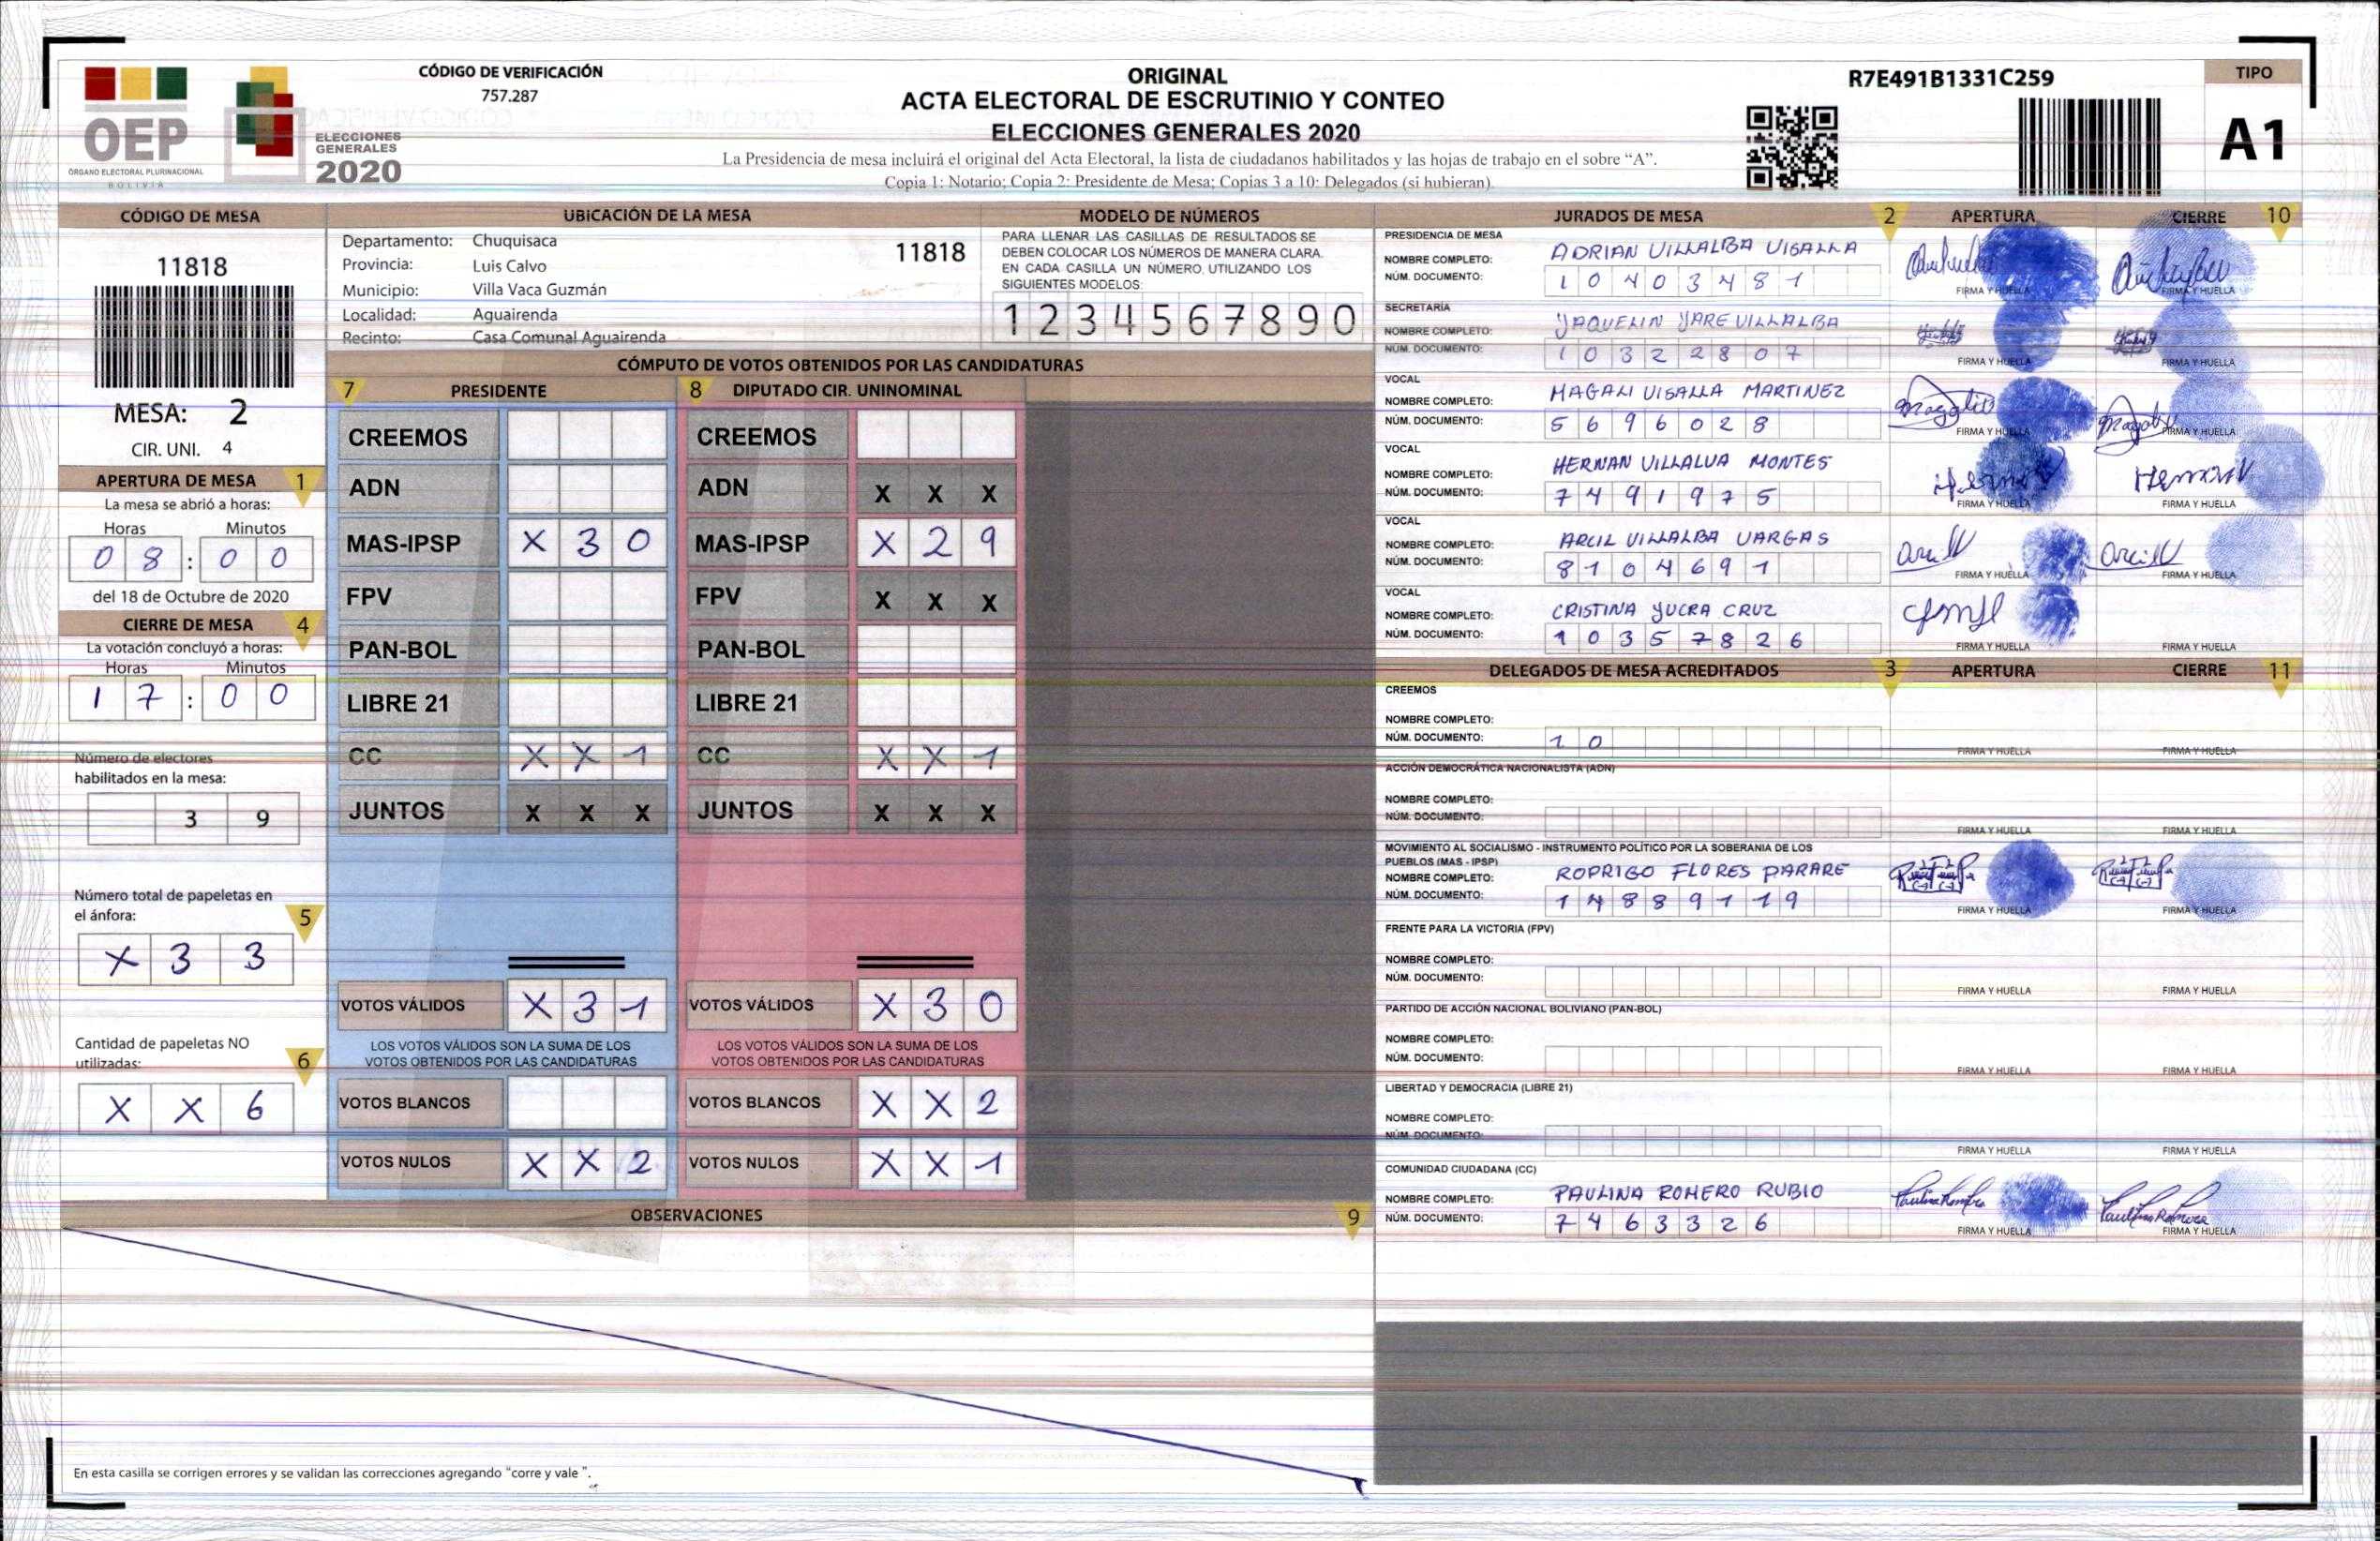 CÓDIGO DE VERIFICACIÓN
757.287
OEP
ÓRGANO ELECTORAL PLURINACIONAL
BOLIVIA
ELECCIONES
GENERALES
2020
ORIGINAL
ACTA ELECTORAL DE ESCRUTINIO Y CONTEO
ELECCIONES GENERALES 2020
La Presidencia de mesa incluirá el original del Acta Electoral, la lista de ciudadanos habilitados y las hojas de trabajo en el sobre “A”.
Copia 1: Notario; Copia 2: Presidente de Mesa; Copias 3 a 10: Delegados (si hubieran)
R7E491B1331C259
TIPO
A1
CÓDIGO DE MESA
11818
MESA: 2
CIR. UNI. 4
APERTURA DE MESA 1
La mesa se abrió a horas:
Horas Minutos
0 8 : 0 0
del 18 de Octubre de 2020
CIERRE DE MESA 4
La votación concluyó a horas:
Horas Minutos
1 7 : 0 0
Número de electores
habilitados en la mesa:
3 9
Número total de papeletas en
el ánfora: 5
X 3 3
Cantidad de papeletas NO
utilizadas: 6
X X 6
UBICACIÓN DE LA MESA
Departamento: Chuquisaca 11818
Provincia: Luis Calvo
Municipio: Villa Vaca Guzmán
Localidad: Aguairenda
Recinto: Casa Comunal Aguairenda
MODELO DE NÚMEROS
PARA LLENAR LAS CASILLAS DE RESULTADOS SE
DEBEN COLOCAR LOS NÚMEROS DE MANERA CLARA.
EN CADA CASILLA UN NÚMERO, UTILIZANDO LOS
SIGUIENTES MODELOS:
1 2 3 4 5 6 7 8 9 0
CÓMPUTO DE VOTOS OBTENIDOS POR LAS CANDIDATURAS
7 PRESIDENTE 8 DIPUTADO CIR. UNINOMINAL
CREEMOS CREEMOS
ADN ADN X X X
MAS-IPSP X 3 0 MAS-IPSP X 2 9
FPV FPV X X X
PAN-BOL PAN-BOL
LIBRE 21 LIBRE 21
CC X X 1 CC X X 1
JUNTOS X X X JUNTOS X X X
VOTOS VÁLIDOS X 3 1 VOTOS VÁLIDOS X 3 0
LOS VOTOS VÁLIDOS SON LA SUMA DE LOS LOS VOTOS VÁLIDOS SON LA SUMA DE LOS
VOTOS OBTENIDOS POR LAS CANDIDATURAS VOTOS OBTENIDOS POR LAS CANDIDATURAS
VOTOS BLANCOS VOTOS BLANCOS X X 2
VOTOS NULOS X X 2 VOTOS NULOS X X 1
OBSERVACIONES 9
En esta casilla se corrigen errores y se validan las correcciones agregando “corre y vale ”.
JURADOS DE MESA 2 APERTURA CIERRE 10
PRESIDENCIA DE MESA
NOMBRE COMPLETO: ADRIAN VILLALBA VISALLA
NÚM. DOCUMENTO: 1 0 4 0 3 4 8 1
FIRMA Y HUELLA FIRMA Y HUELLA
SECRETARÍA
NOMBRE COMPLETO: YAQUELIN YARE VILLALBA
NÚM. DOCUMENTO: 1 0 3 2 2 8 0 7
FIRMA Y HUELLA FIRMA Y HUELLA
VOCAL
NOMBRE COMPLETO: MAGALI VISALLA MARTINEZ
NÚM. DOCUMENTO: 5 6 9 6 0 2 8
FIRMA Y HUELLA FIRMA Y HUELLA
VOCAL
NOMBRE COMPLETO: HERNAN VILLALVA MONTES
NÚM. DOCUMENTO: 7 4 9 1 9 7 5
FIRMA Y HUELLA FIRMA Y HUELLA
VOCAL
NOMBRE COMPLETO: ARCIL VILLALBA VARGAS
NÚM. DOCUMENTO: 8 1 0 4 6 9 1
FIRMA Y HUELLA FIRMA Y HUELLA
VOCAL
NOMBRE COMPLETO: CRISTINA YUCRA CRUZ
NÚM. DOCUMENTO: 1 0 3 5 7 8 2 6
FIRMA Y HUELLA FIRMA Y HUELLA
DELEGADOS DE MESA ACREDITADOS 3 APERTURA CIERRE 11
CREEMOS
NOMBRE COMPLETO:
NÚM. DOCUMENTO: 1 0
FIRMA Y HUELLA FIRMA Y HUELLA
ACCIÓN DEMOCRÁTICA NACIONALISTA (ADN)
NOMBRE COMPLETO:
NÚM. DOCUMENTO:
FIRMA Y HUELLA FIRMA Y HUELLA
MOVIMIENTO AL SOCIALISMO - INSTRUMENTO POLÍTICO POR LA SOBERANIA DE LOS
PUEBLOS (MAS - IPSP)
NOMBRE COMPLETO: RODRIGO FLORES PARARE
NÚM. DOCUMENTO: 1 4 8 8 9 1 1 9
FIRMA Y HUELLA FIRMA Y HUELLA
FRENTE PARA LA VICTORIA (FPV)
NOMBRE COMPLETO:
NÚM. DOCUMENTO:
FIRMA Y HUELLA FIRMA Y HUELLA
PARTIDO DE ACCIÓN NACIONAL BOLIVIANO (PAN-BOL)
NOMBRE COMPLETO:
NÚM. DOCUMENTO:
FIRMA Y HUELLA FIRMA Y HUELLA
LIBERTAD Y DEMOCRACIA (LIBRE 21)
NOMBRE COMPLETO:
NÚM. DOCUMENTO:
FIRMA Y HUELLA FIRMA Y HUELLA
COMUNIDAD CIUDADANA (CC)
NOMBRE COMPLETO: PAULINA ROMERO RUBIO
NÚM. DOCUMENTO: 7 4 6 3 3 2 6
FIRMA Y HUELLA FIRMA Y HUELLA